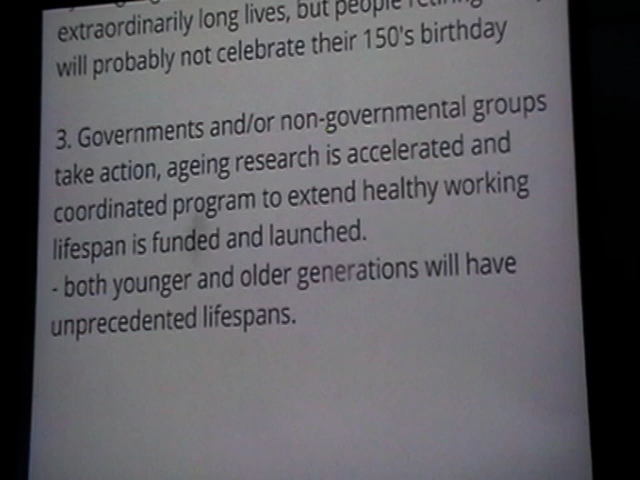 extraordinarily long lives, but people
will probably not celebrate their 150's birthday
3. Governments and/or non-governmental groups
take action, ageing research is accelerated and
coordinated program to extend healthy working
lifespan is funded and launched.
- both younger and older generations will have
unprecedented lifespans.